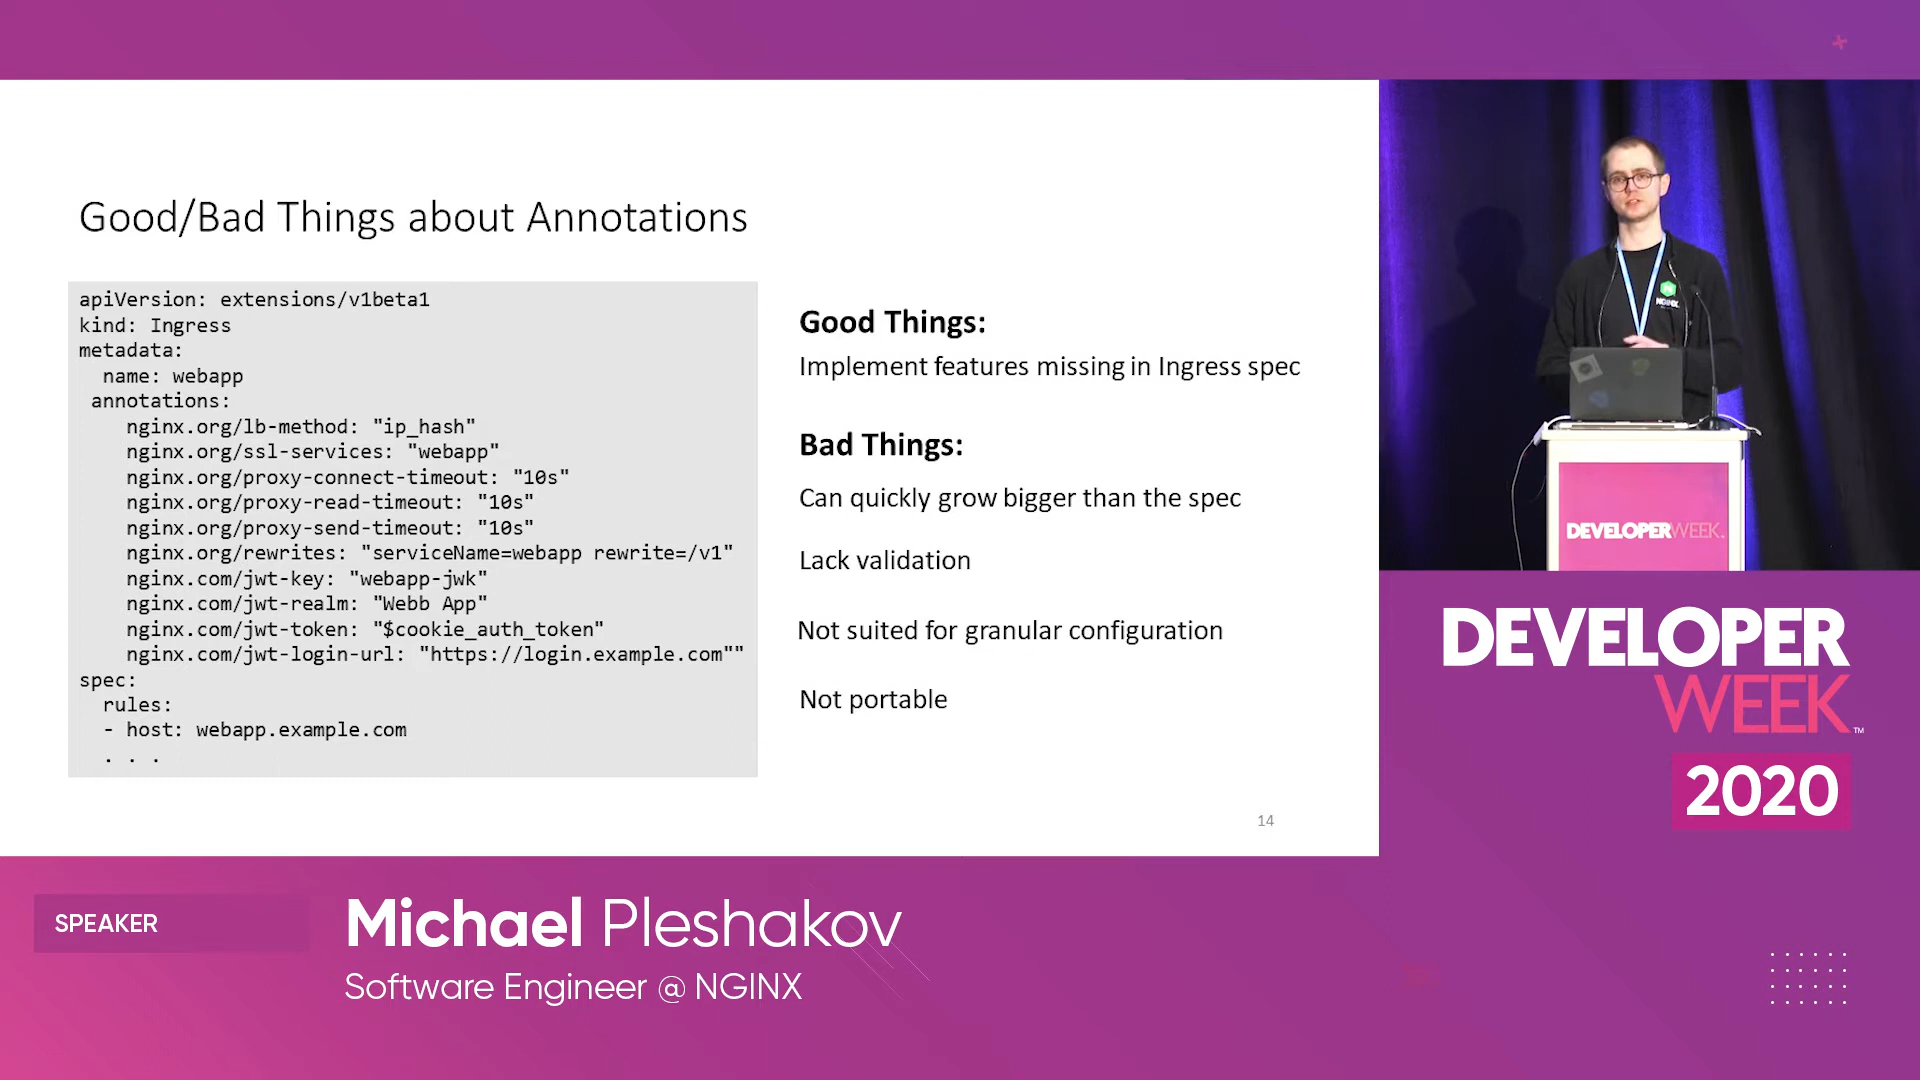 Good/Bad Things about Annotations
apiVersion: extensions/v1beta1
kind: Ingress
metadata:
name: webapp
annotations:
nginx.org/lb-method: "ip_hash"
nginx.org/ssl-services: "webapp"
nginx.org/proxy-connect-timeout: "10s"
nginx.org/proxy-read-timeout: "10s"
nginx.org/proxy-send-timeout: "10s"
nginx.org/rewrites: "serviceName=webapp rewrite=/v1"
nginx.com/jwt-key: "webapp-jwk"
nginx.com/jwt-realm: "Webb App"
nginx.com/jwt-token: "$cookie_auth_token"
nginx.com/jwt-login-url: "https://login.example.com""
spec:
rules:
- host: webapp.example.com
. . .
Good Things:
Implement features missing in Ingress spec
Bad Things:
Can quickly grow bigger than the spec
Lack validation
Not suited for granular configuration
Not portable
14
NGINX
DEVELOPERWEEK.
DEVELOPER
WEEK™
2020
SPEAKER
Michael Pleshakov
Software Engineer @ NGINX